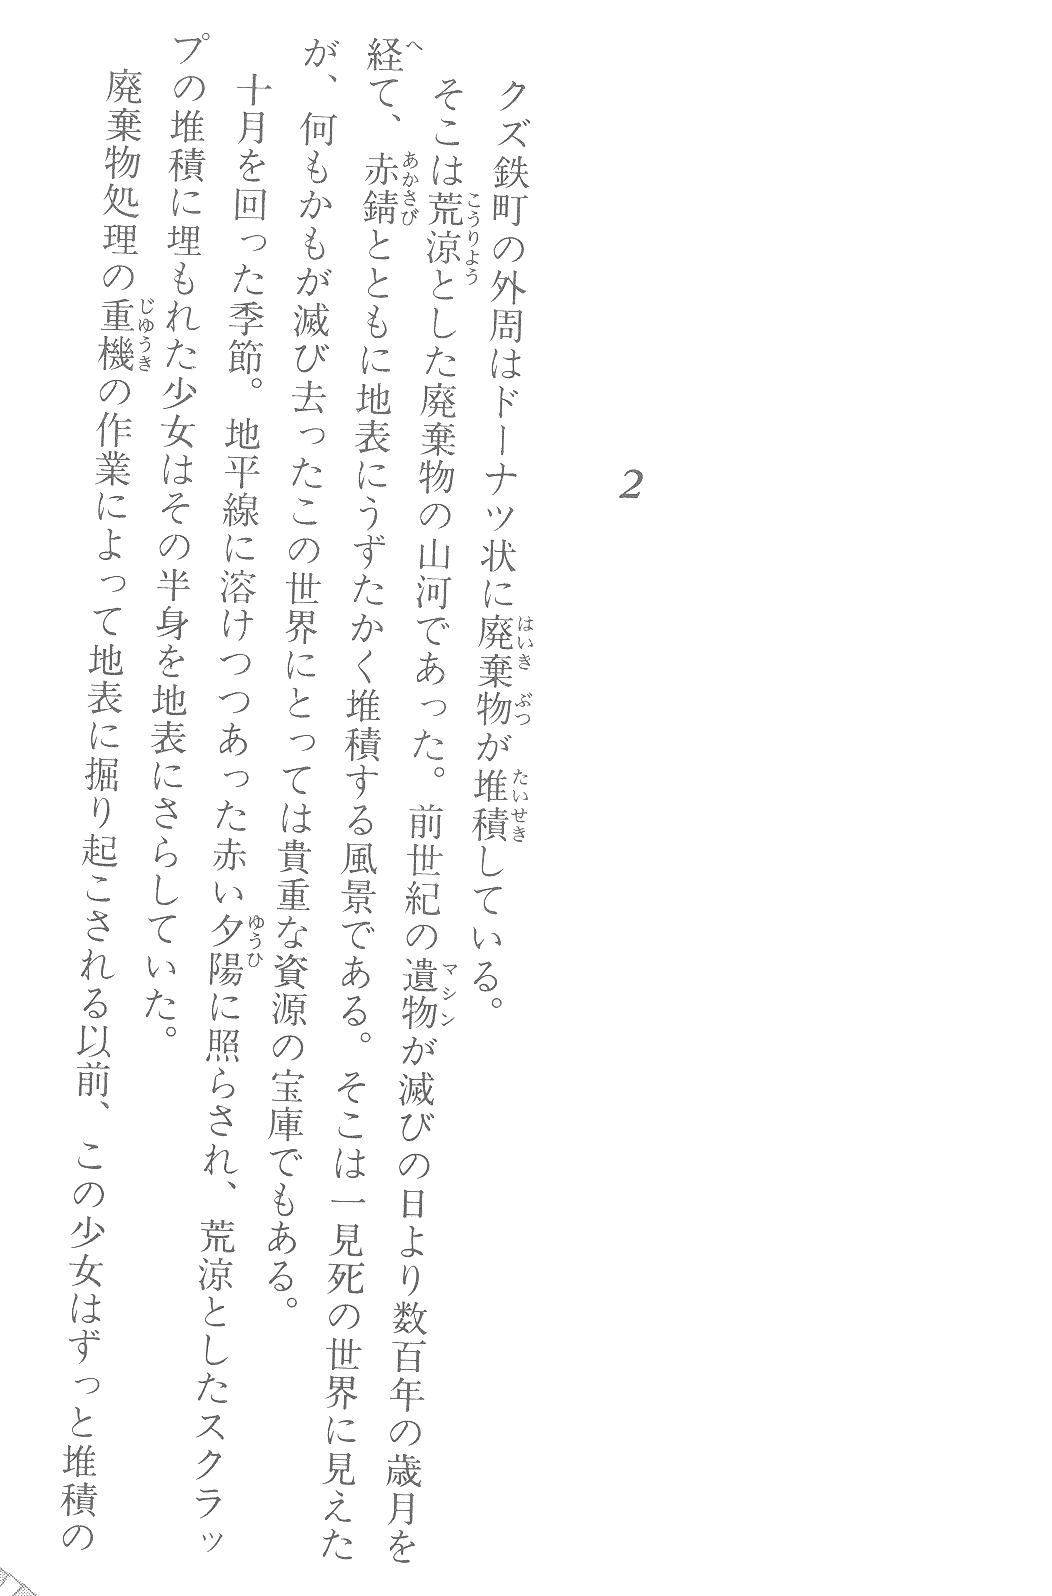 2
クズ鉄町の外周はドーナツ状に廃棄物が堆積している。
そこは荒涼とした廃棄物の山河であった。前世紀の遺物が滅びの日より数百年の歳月を
経て、赤錆とともに地表にうずたかく堆積する風景である。そこは一見死の世界に見えた
が、何もかもが滅び去ったこの世界にとっては貴重な資源の宝庫でもある。
十月を回った季節。地平線に溶けつつあった赤い夕陽に照らされ、荒涼としたスクラッ
プの堆積に埋もれた少女はその半身を地表にさらしていた。
廃棄物処理の重機の作業によって地表に掘り起こされる以前、この少女はずっと堆積の